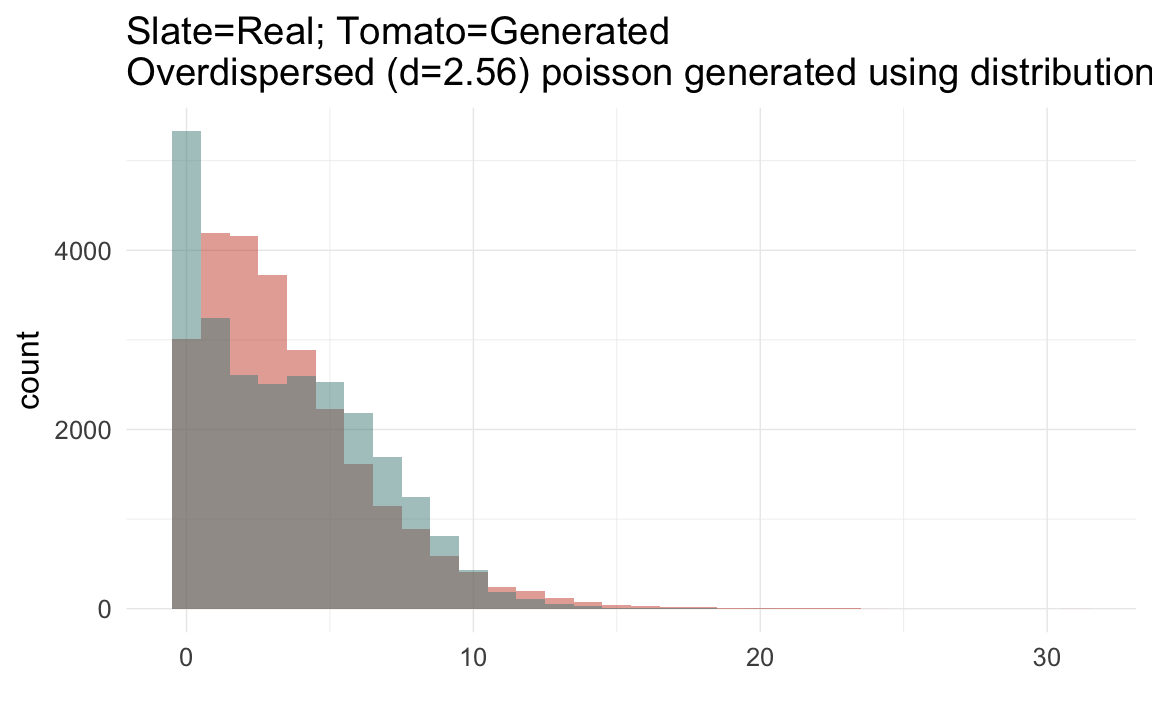 Slate=Real; Tomato=Generated
Overdispersed (d=2.56) poisson generated using distribution
count
4000
2000
0
0
10
20
30